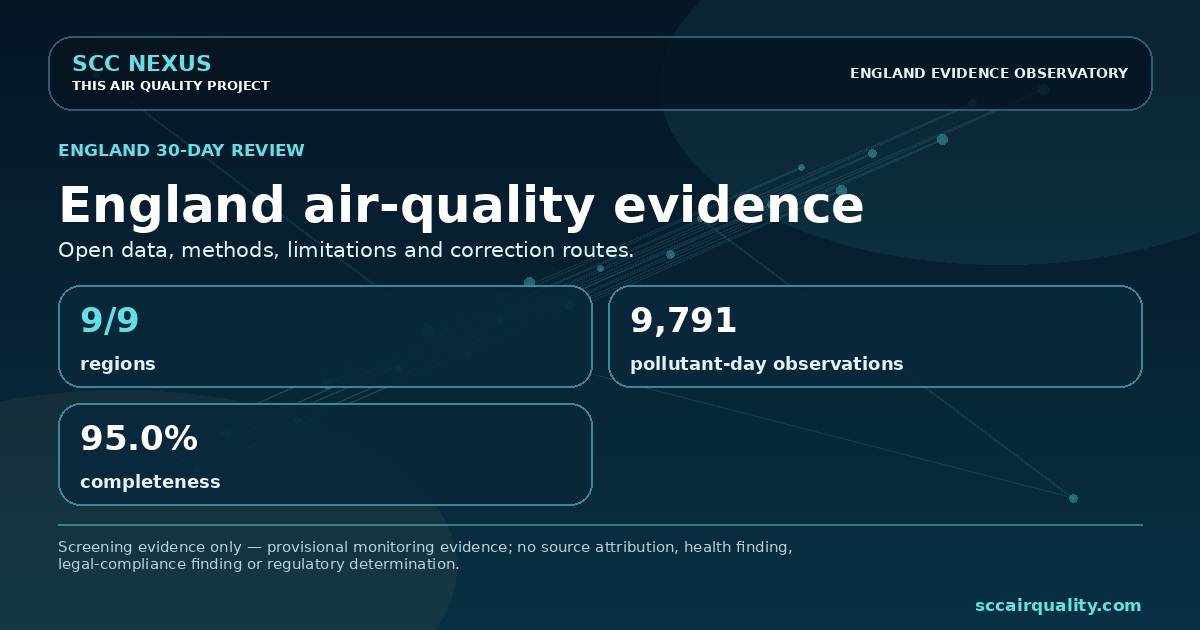 SCC NEXUS
THIS AIR QUALITY PROJECT
ENGLAND EVIDENCE OBSERVATORY
ENGLAND 30-DAY REVIEW
England air-quality evidence
Open data, methods, limitations and correction routes.
9/9
regions
9,791
pollutant-day observations
95.0%
completeness
Screening evidence only — provisional monitoring evidence; no source attribution, health finding,
legal-compliance finding or regulatory determination.
sccairquality.com